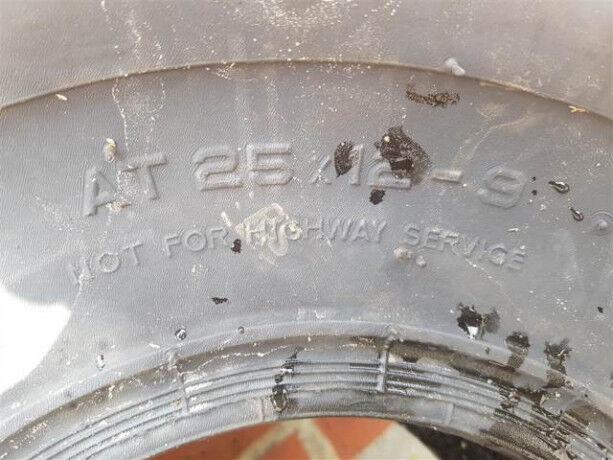 AT 25x12-9
NOT FOR HIGHWAY SERVICE